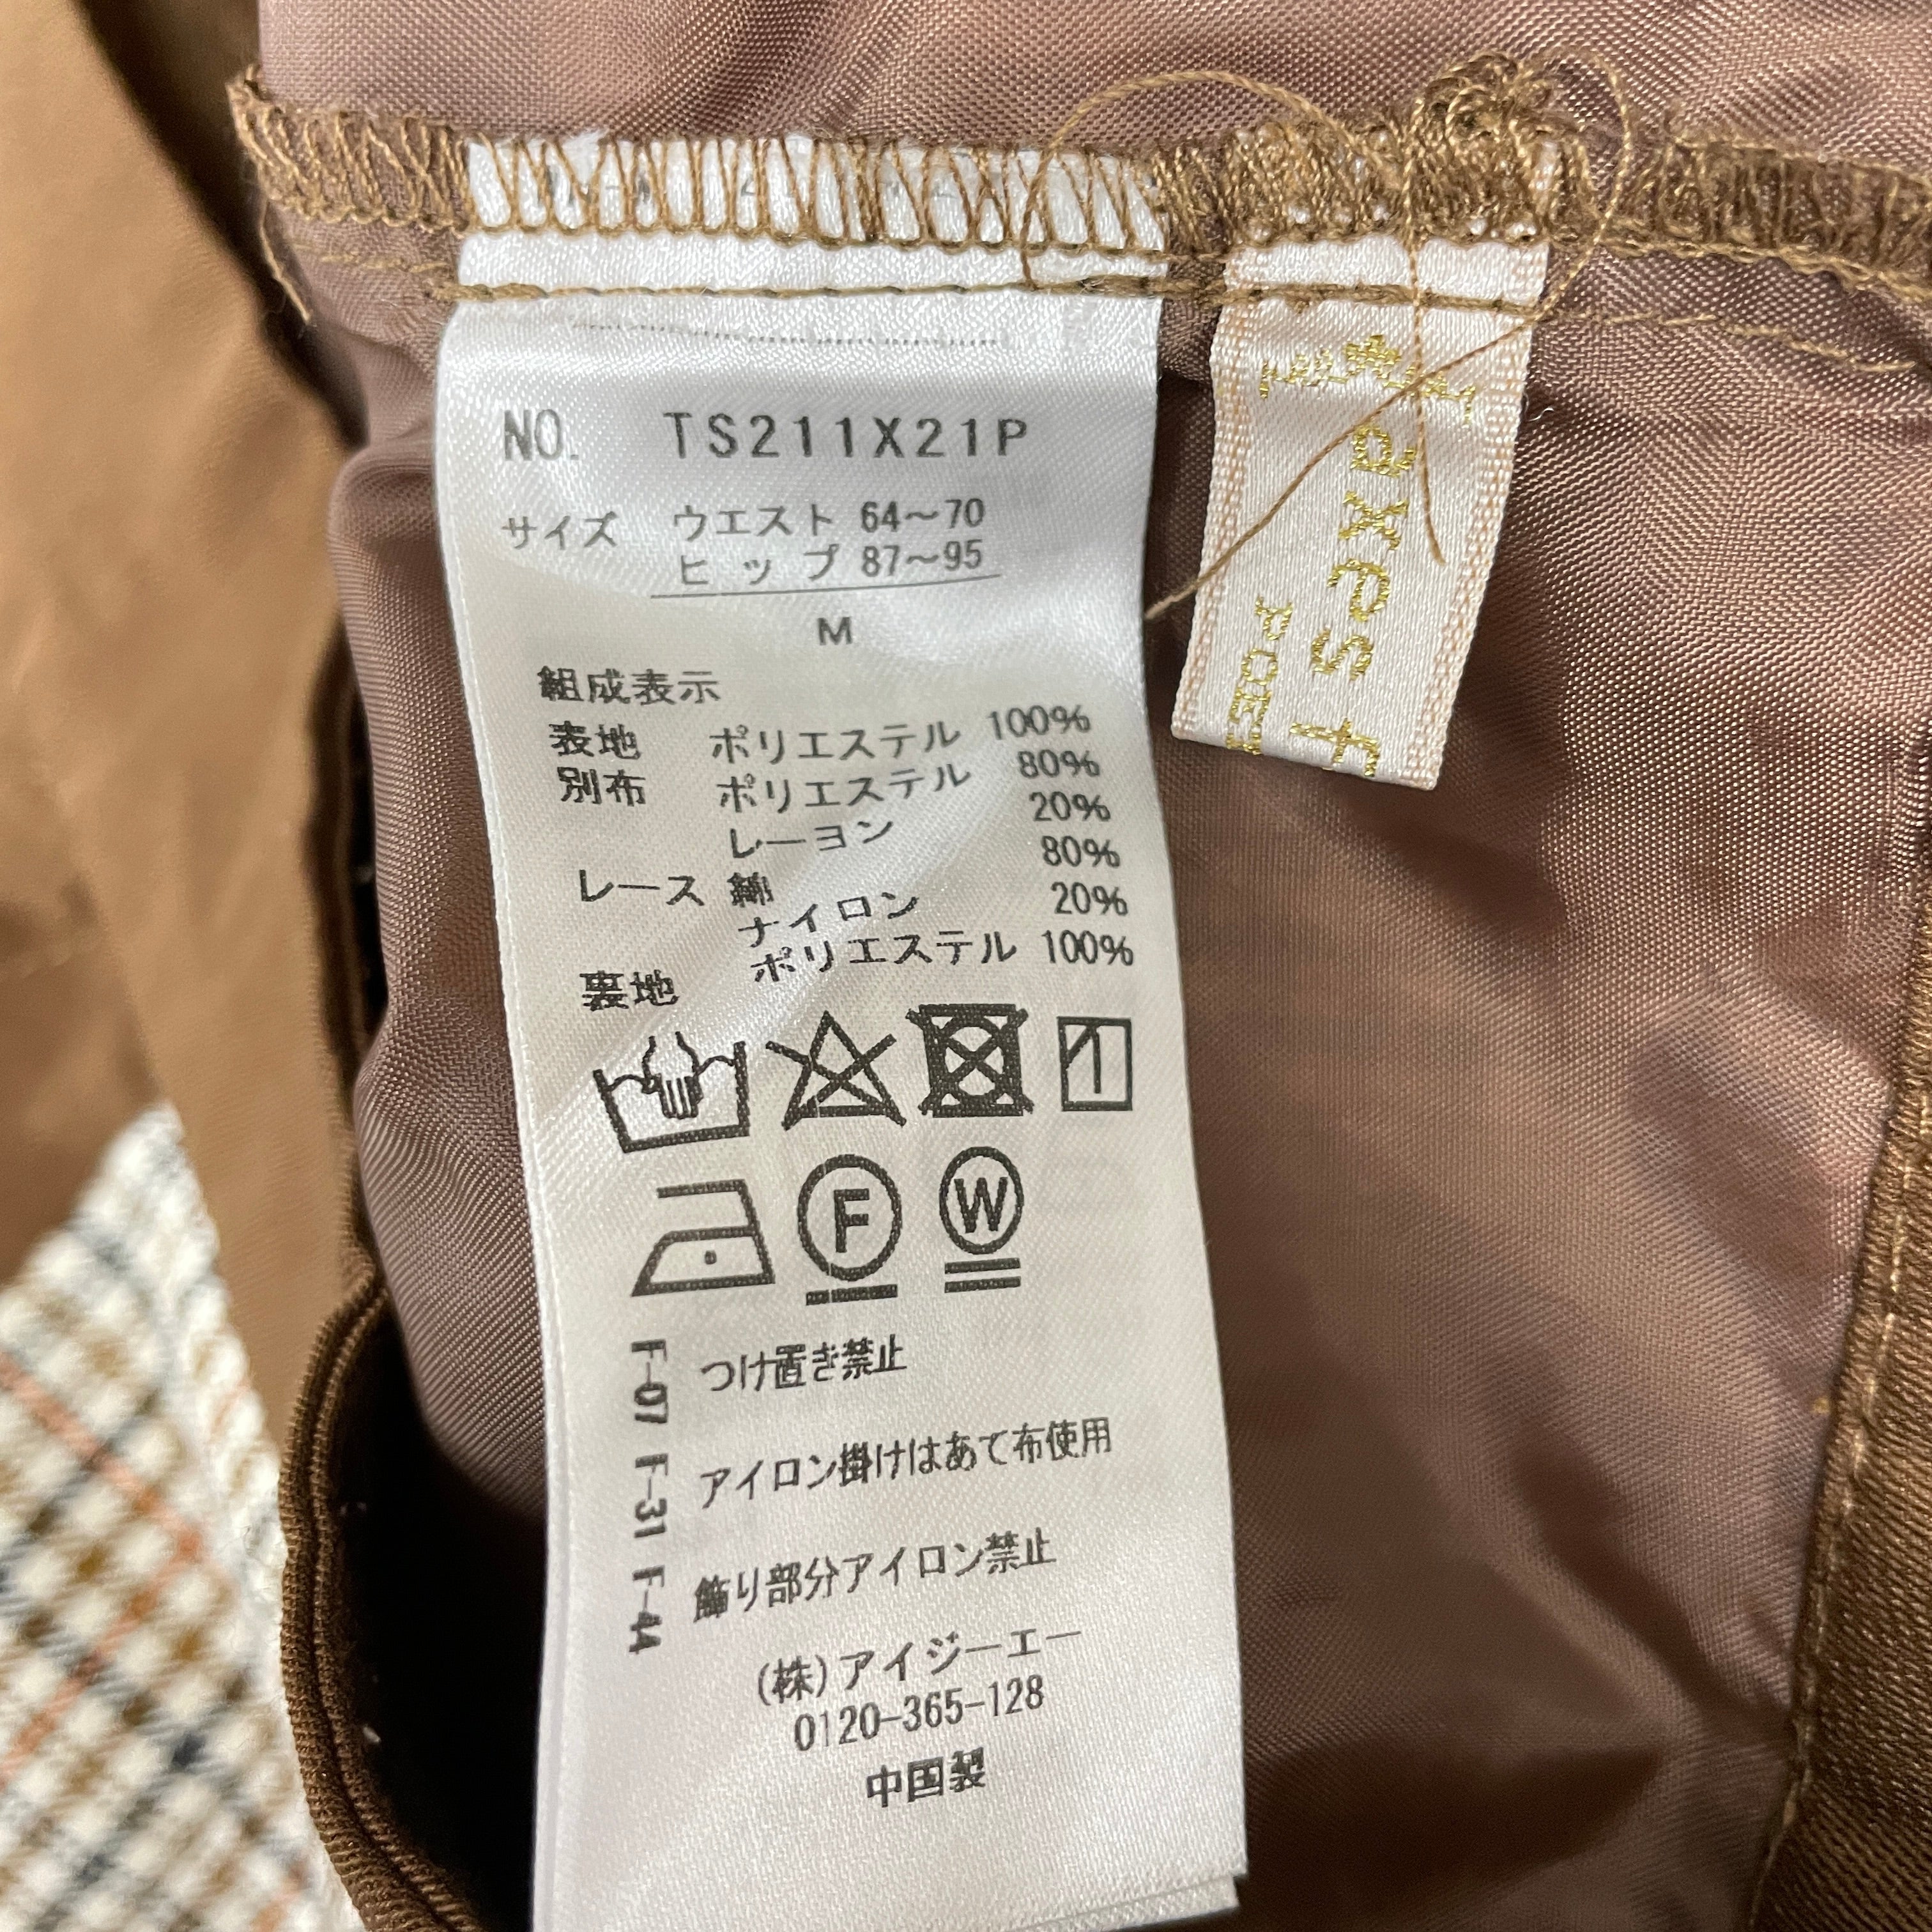 NO. TS211X21P
サイズ ウエスト 64～70
ヒップ 87～95
M
組成表示
表地 ポリエステル 100%
別布 ポリエステル 80%
レーヨン 20%
レース 綿 80%
ナイロン 20%
裏地 ポリエステル 100%
F
W
F-07 つけ置き禁止
F-31 アイロン掛けはあて布使用
F-44 飾り部分アイロン禁止
(株)アイジーエー
0120-365-128
中国製
axes f
POE